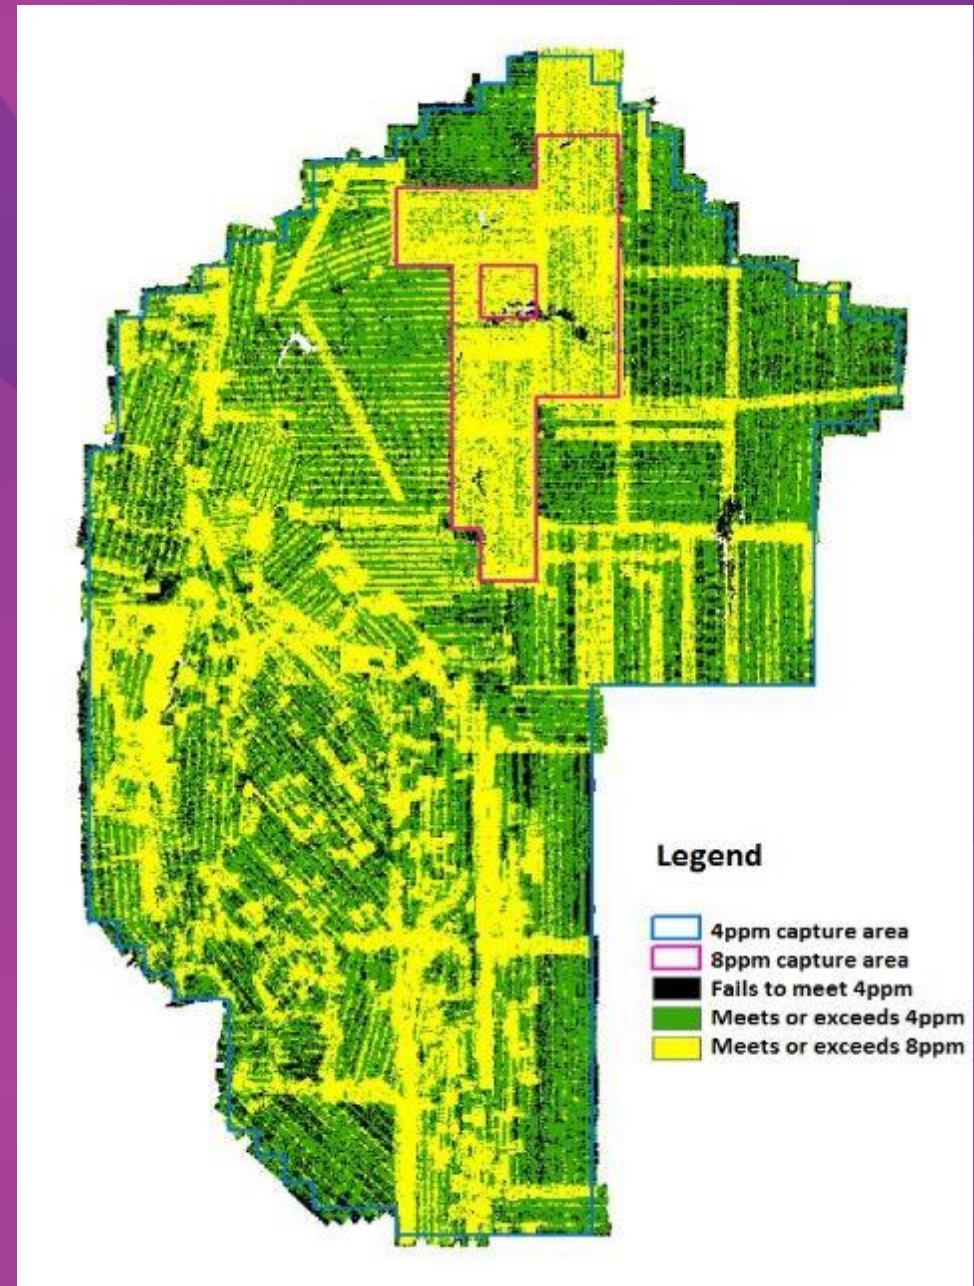 Legend
4ppm capture area
8ppm capture area
Fails to meet 4ppm
Meets or exceeds 4ppm
Meets or exceeds 8ppm